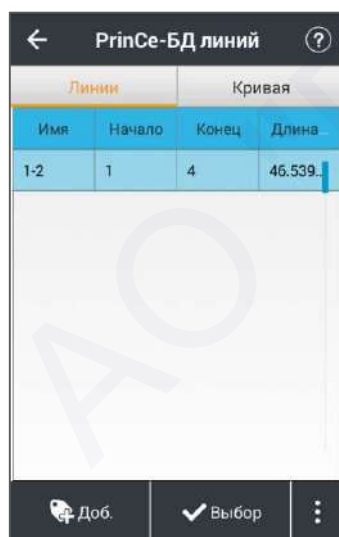 PrinCe-БД линий ?
Линии Кривая
Имя Начало Конец Длина
1-2 1 4 46.539..
Доб. Выбор